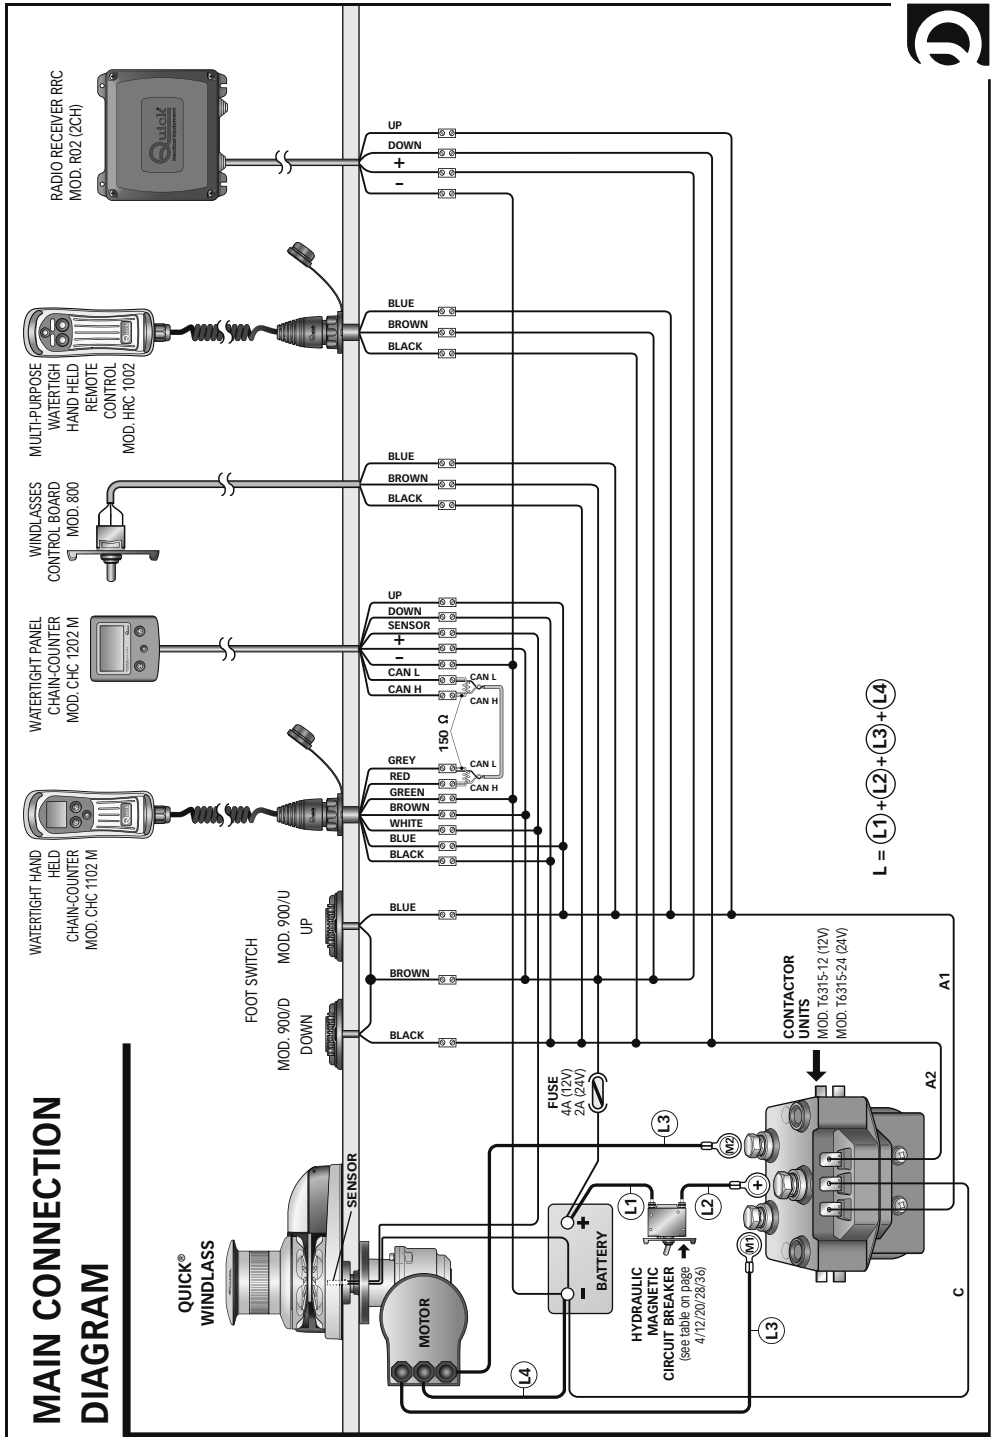 MAIN CONNECTION
DIAGRAM
QUICK®
WINDLASS
SENSOR
MOTOR
FOOT SWITCH
MOD. 900/D
DOWN
MOD. 900/U
UP
WATERTIGHT HAND
HELD
CHAIN-COUNTER
MOD. CHC 1102 M
WATERTIGHT PANEL
CHAIN-COUNTER
MOD. CHC 1202 M
WINDLASSES
CONTROL BOARD
MOD. 800
MULTI-PURPOSE
WATERTIGH
HAND HELD
REMOTE
CONTROL
MOD. HRC 1002
RADIO RECEIVER RRC
MOD. R02 (2CH)
Quick®
Nautical Equipment
BLACK
BROWN
BLUE
BLACK
BLUE
WHITE
BROWN
GREEN
RED
GREY
CAN H
CAN L
150 Ω
CAN H
CAN L
CAN H
CAN L
–
+
SENSOR
DOWN
UP
BLACK
BROWN
BLUE
BLACK
BROWN
BLUE
–
+
DOWN
UP
FUSE
4A (12V)
2A (24V)
BATTERY
–
+
L4
L1
L2
L3
L3
HYDRAULIC
MAGNETIC
CIRCUIT BREAKER
(see table on page
4/12/20/28/36)
M1
+
M2
CONTACTOR
UNITS
MOD. T6315-12 (12V)
MOD. T6315-24 (24V)
C
A2
A1
L = L1 + L2 + L3 + L4